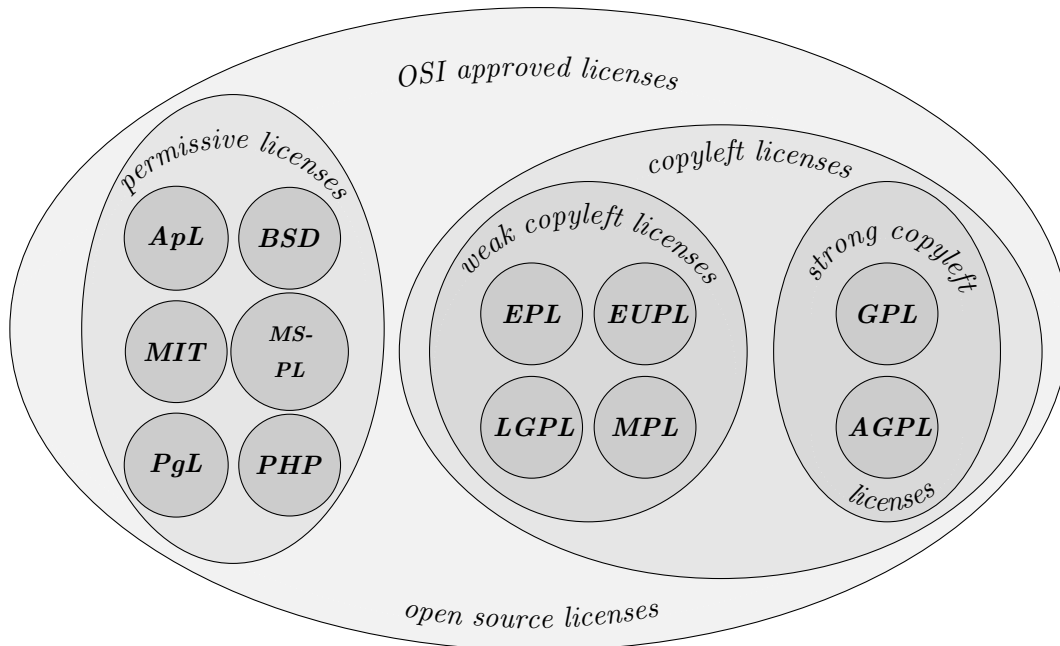 OSI approved licenses
permissive licenses
ApL
BSD
MIT
MS-
PL
PgL
PHP
copyleft licenses
weak copyleft licenses
EPL
EUPL
LGPL
MPL
strong copyleft
GPL
AGPL
licenses
open source licenses